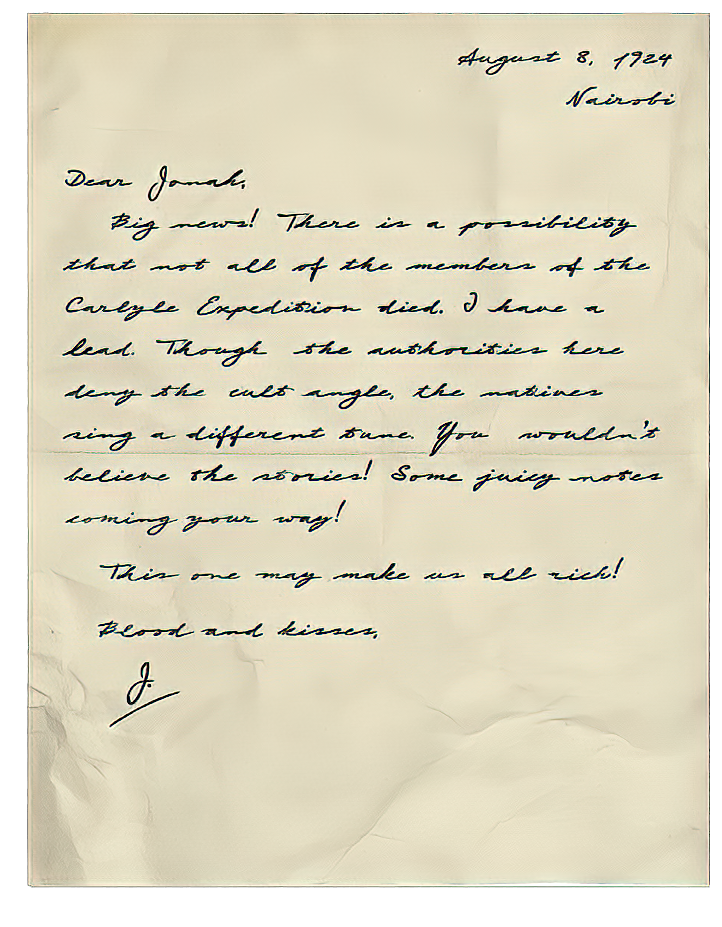 August 8, 1924
Nairobi
Dear Jonah,
Big news! There is a possibility
that not all of the members of the
Carlyle Expedition died. I have a
lead. Though the authorities here
deny the cult angle, the natives
sing a different tune. You wouldn't
believe the stories! Some juicy notes
coming your way!
This one may make us all rich!
Blood and kisses,
J.